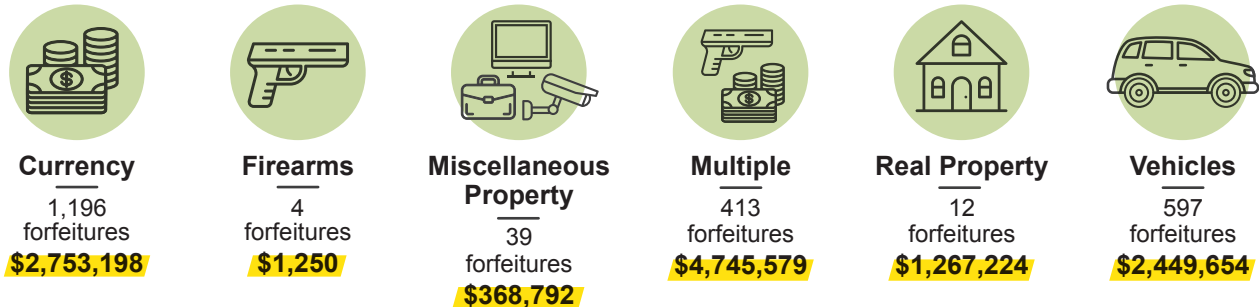 $
Currency
1,196
forfeitures
$2,753,198
Firearms
4
forfeitures
$1,250
Miscellaneous
Property
39
forfeitures
$368,792
$
Multiple
413
forfeitures
$4,745,579
Real Property
12
forfeitures
$1,267,224
Vehicles
597
forfeitures
$2,449,654